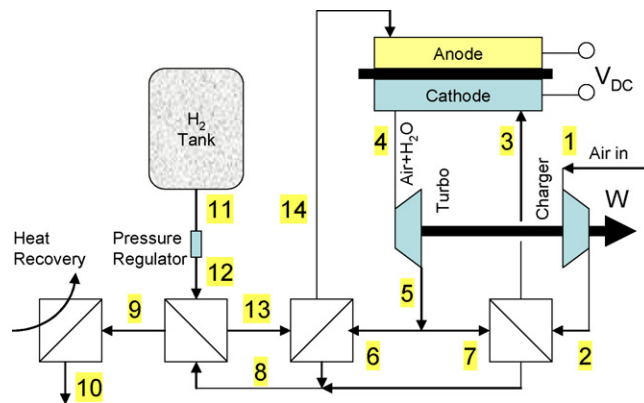 Anode
Cathode
V DC
H2
Tank
4
Air+H2O
3
1
Air in
Turbo
Charger
W
11
14
Heat
Recovery
Pressure
Regulator
12
5
9
13
6
7
2
8
10